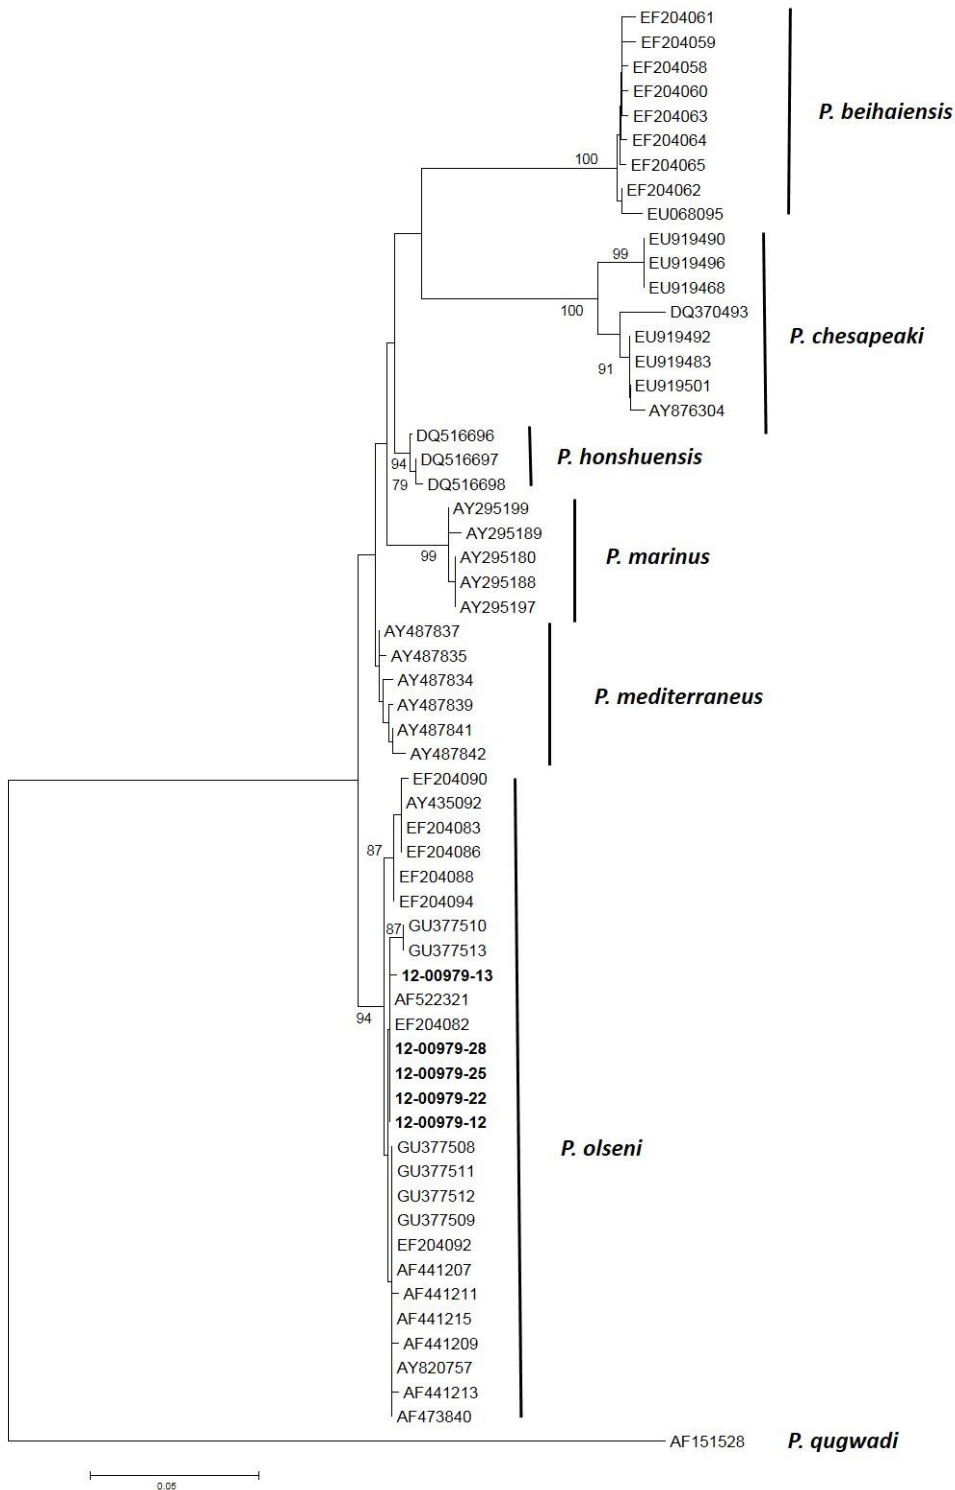 EF204061
EF204059
EF204058
EF204060
EF204063
P. beihaiensis
EF204064
100
EF204065
EF204062
EU068095
EU919490
99
EU919496
EU919468
100
DQ370493
EU919492
P. chesapeaki
EU919483
91
EU919501
AY876304
DQ516696
94
DQ516697
P. honshuensis
79
DQ516698
AY295199
AY295189
99
AY295180
P. marinus
AY295188
AY295197
AY487837
AY487835
AY487834
P. mediterraneus
AY487839
AY487841
AY487842
EF204090
AY435092
EF204083
87
EF204086
EF204088
EF204094
87
GU377510
GU377513
12-00979-13
AF522321
94
EF204082
12-00979-28
12-00979-25
12-00979-22
12-00979-12
GU377508
P. olseni
GU377511
GU377512
GU377509
EF204092
AF441207
AF441211
AF441215
AF441209
AY820757
AF441213
AF473840
AF151528
P. qugwadi
0.05